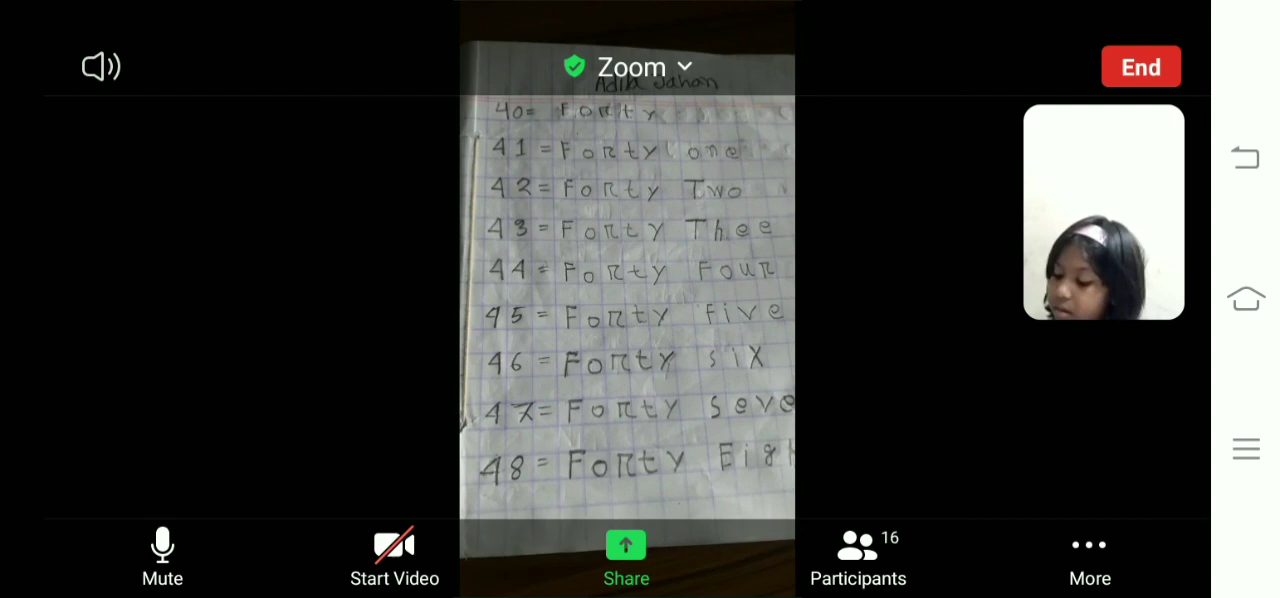 Zoom
End
Adiba Jahan
40= Forty
41 = Forty one
42 = Forty Two
43 = Forty Thee
44 = Forty Four
45 = Forty Five
46 = Forty six
47 = Forty seve
48 = Forty Eigh
16
Mute
Start Video
Share
Participants
More